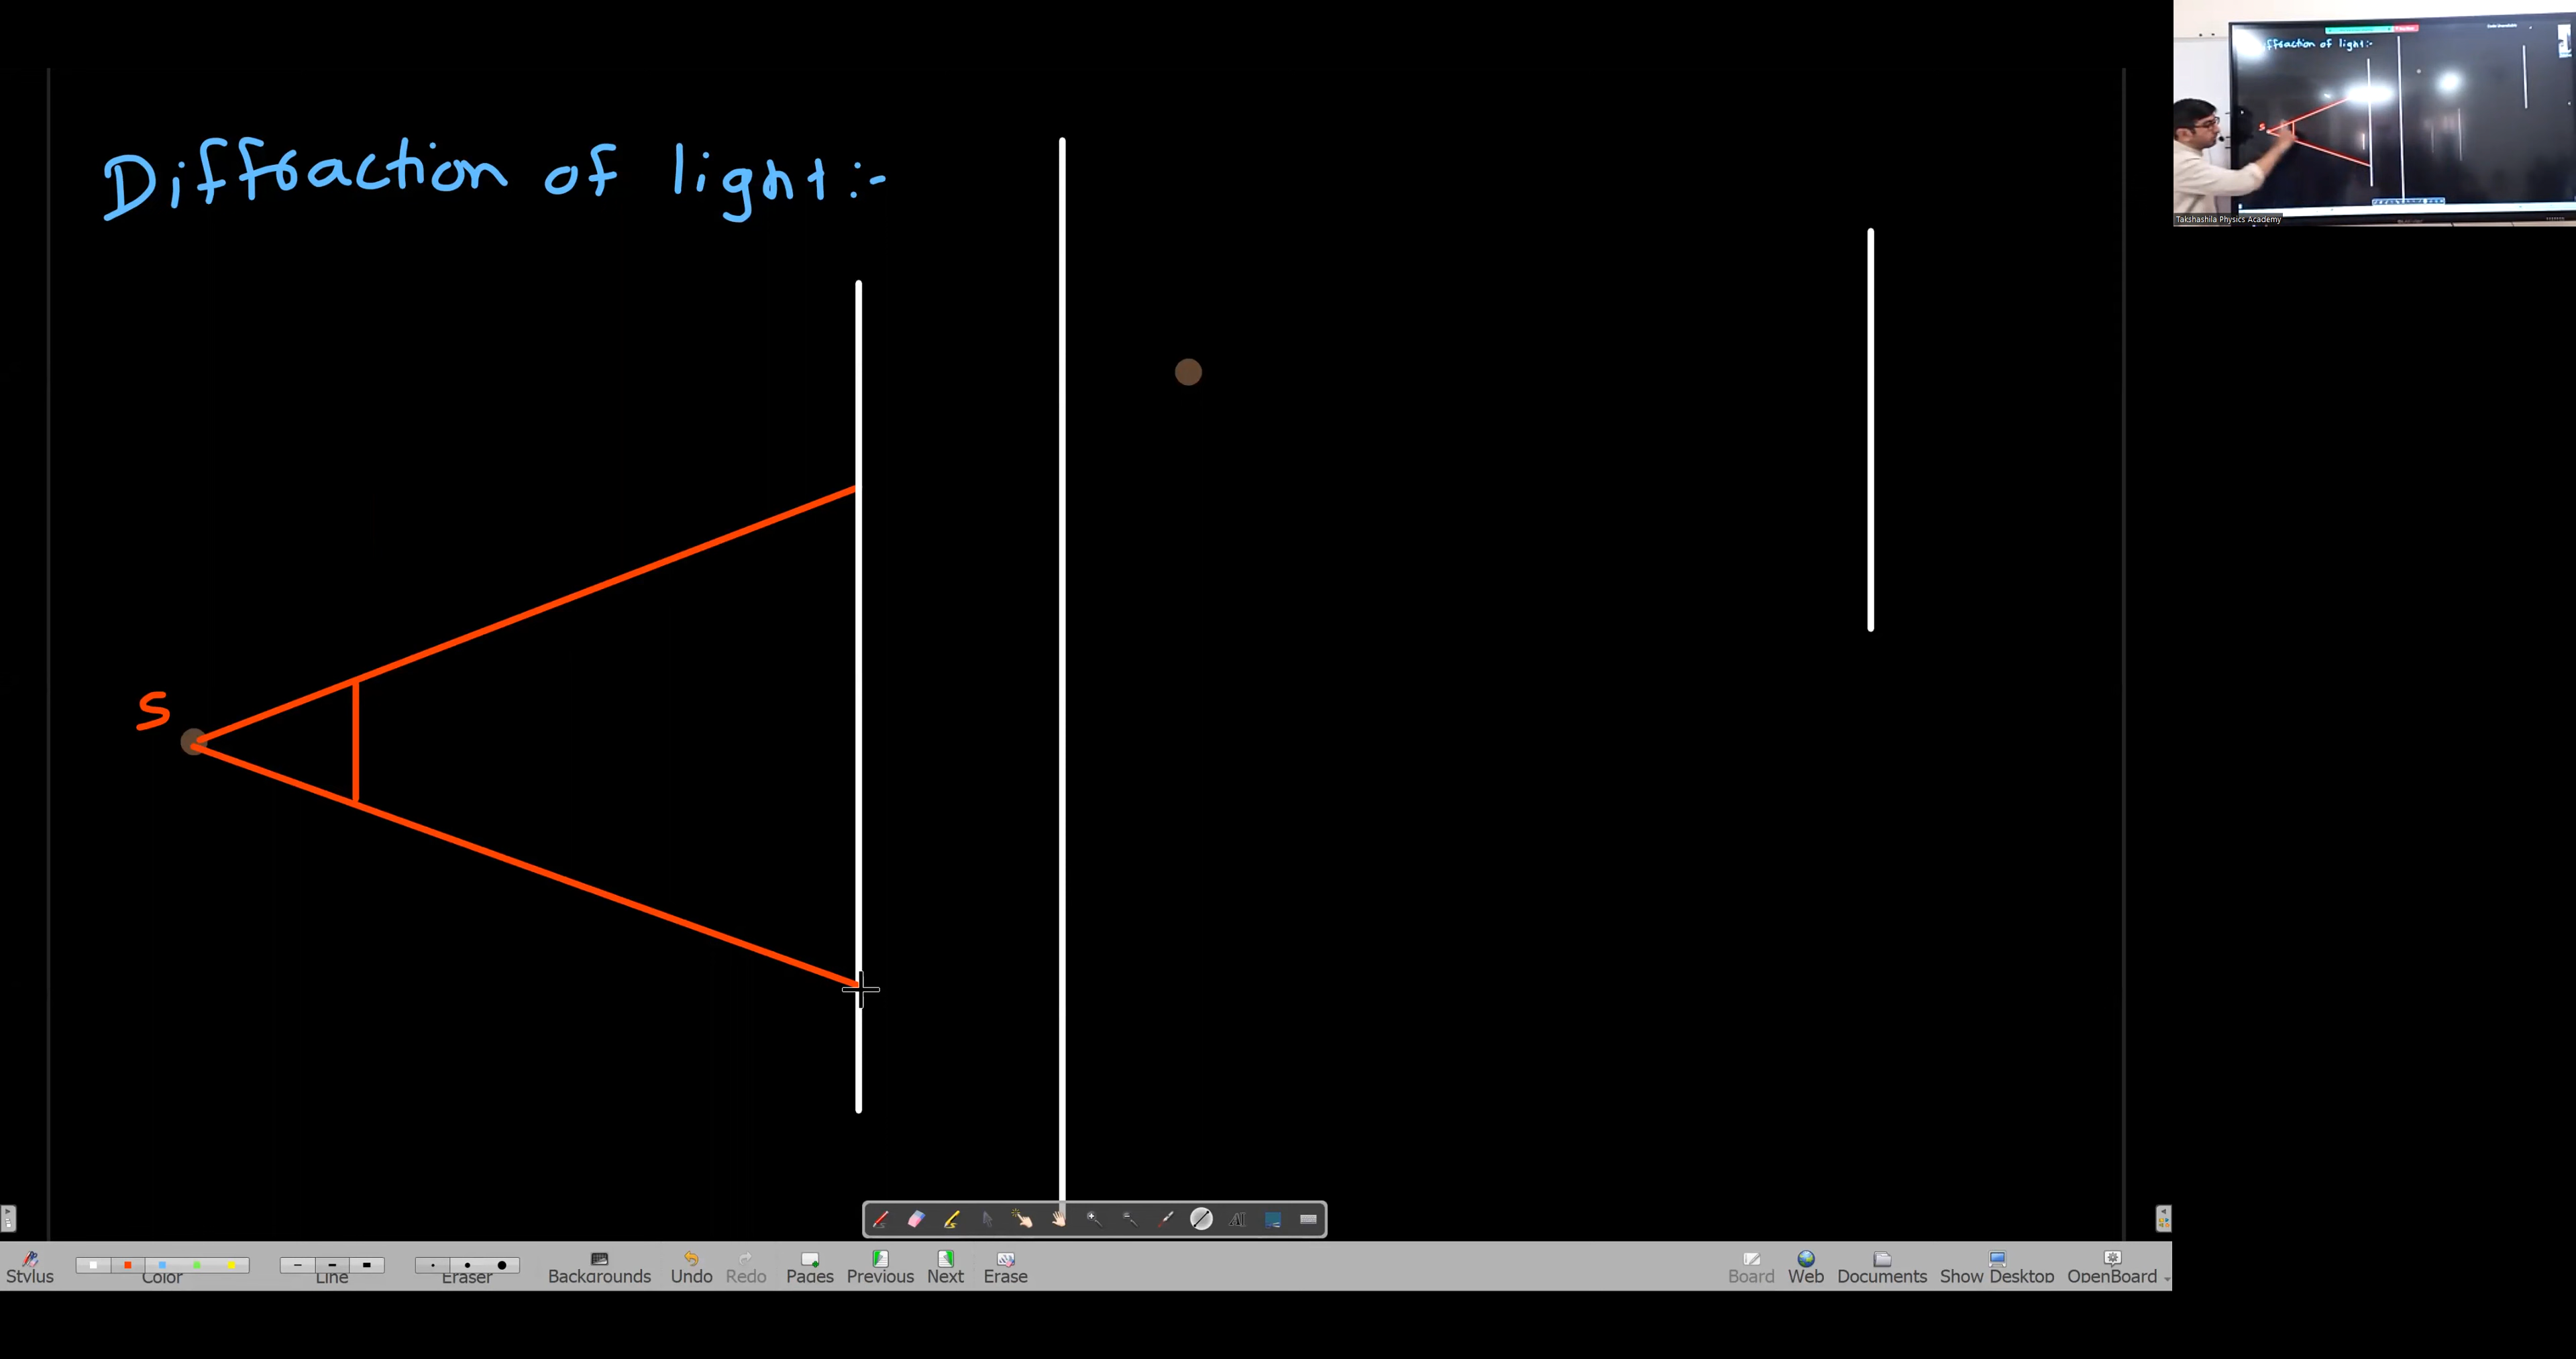 Diffraction of light:-
S
Takshashila Physics Academy
Stylus Color Line Eraser Backgrounds Undo Redo Pages Previous Next Erase Board Web Documents Show Desktop OpenBoard